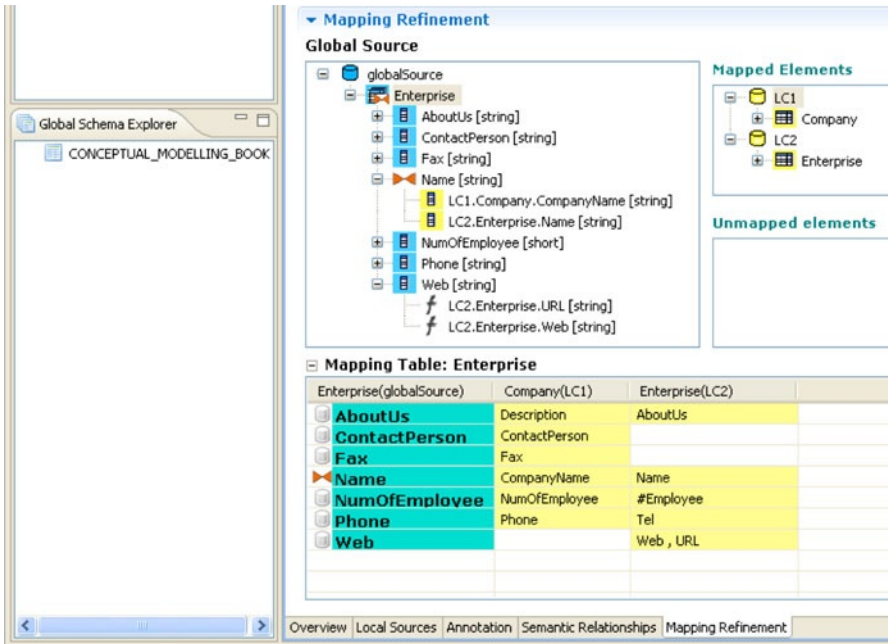 Mapping Refinement
Global Source
globalSource
Enterprise
AboutUs [string]
ContactPerson [string]
Fax [string]
Name [string]
LC1.Company.CompanyName [string]
LC2.Enterprise.Name [string]
NumOfEmployee [short]
Phone [string]
Web [string]
LC2.Enterprise.URL [string]
LC2.Enterprise.Web [string]
Mapped Elements
LC1
Company
LC2
Enterprise
Unmapped elements
Global Schema Explorer
CONCEPTUAL_MODELLING_BOOK
Mapping Table: Enterprise
Enterprise(globalSource) Company(LC1) Enterprise(LC2)
AboutUs Description AboutUs
ContactPerson ContactPerson
Fax Fax
Name CompanyName Name
NumOfEmployee NumOfEmployee #Employee
Phone Phone Tel
Web Web , URL
Overview Local Sources Annotation Semantic Relationships Mapping Refinement